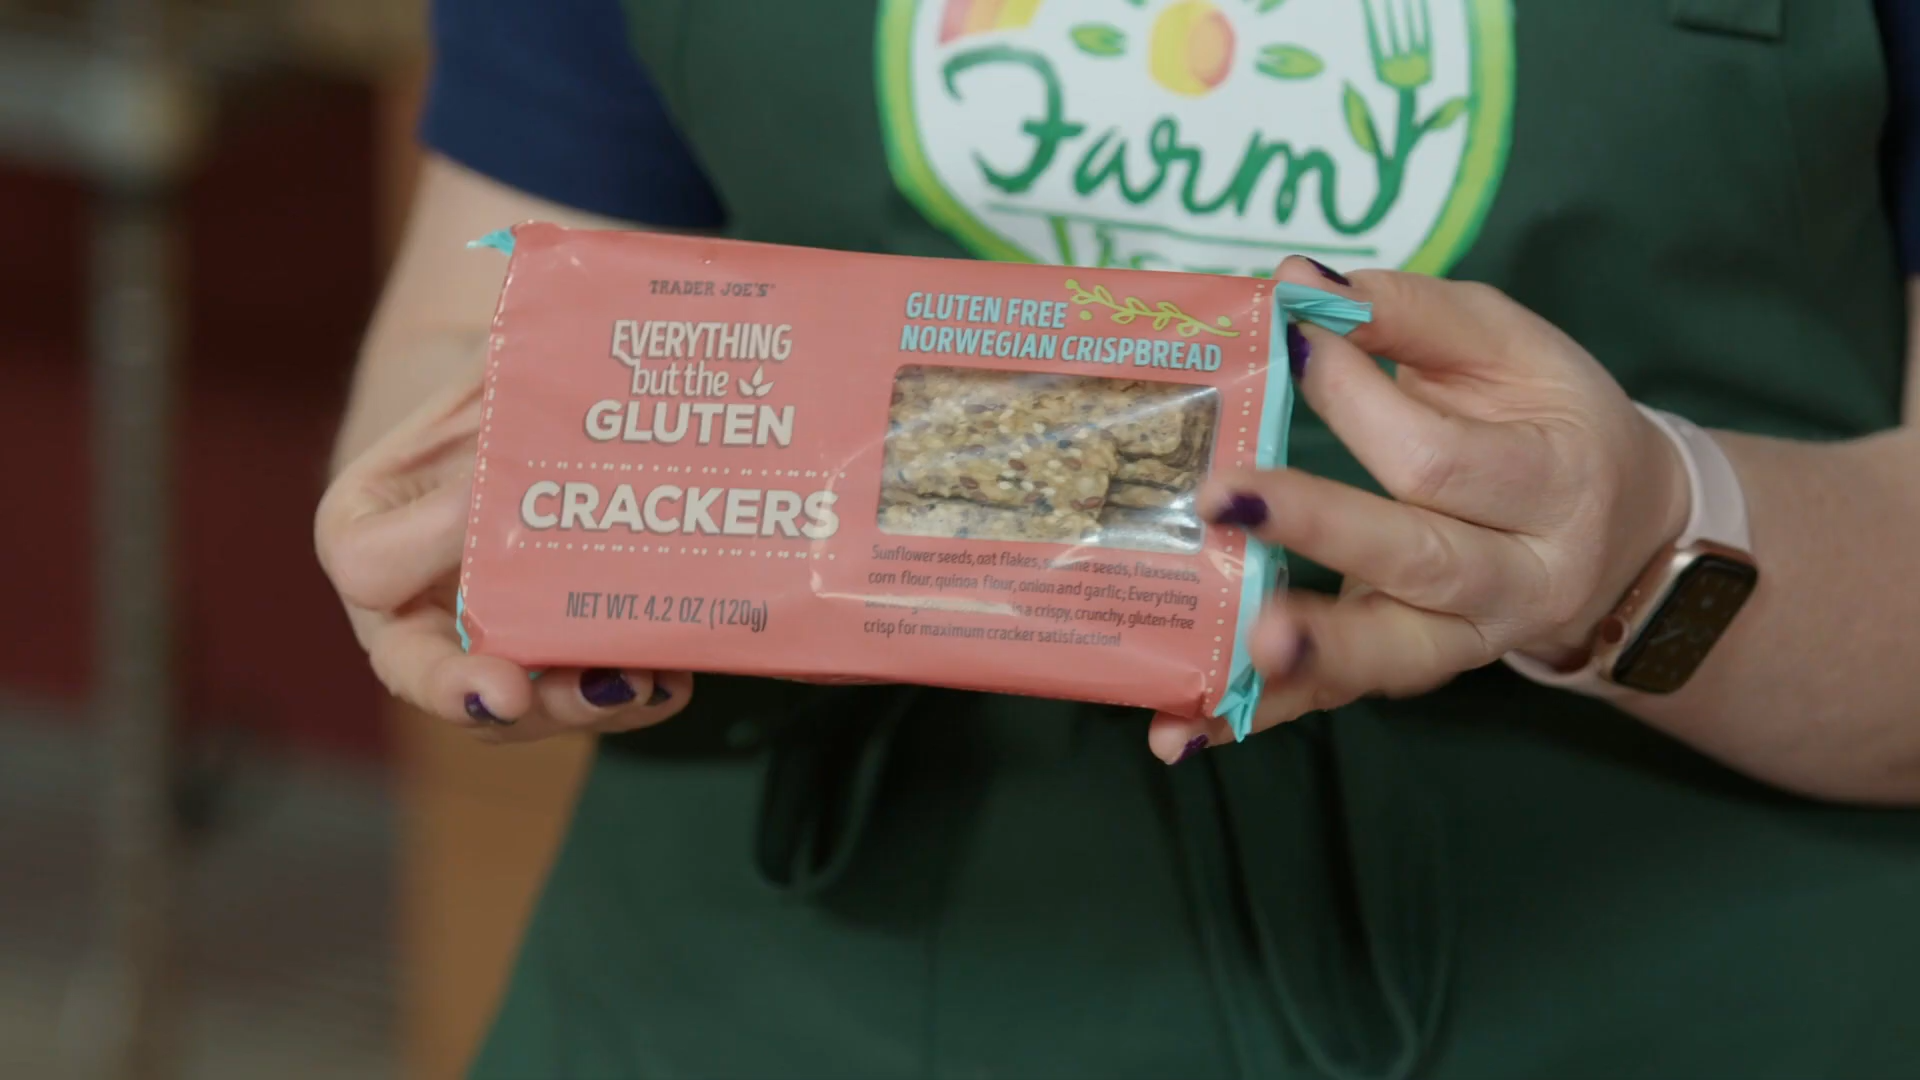 Farm
TRADER JOE'S
EVERYTHING
but the
GLUTEN
CRACKERS
NET WT. 4.2 OZ (120g)
GLUTEN FREE
NORWEGIAN CRISPBREAD
Sunflower seeds, oat flakes, sesame seeds, flaxseeds,
corn flour, quinoa flour, onion and garlic; Everything
in a crispy, crunchy, gluten-free
crisp for maximum cracker satisfaction!